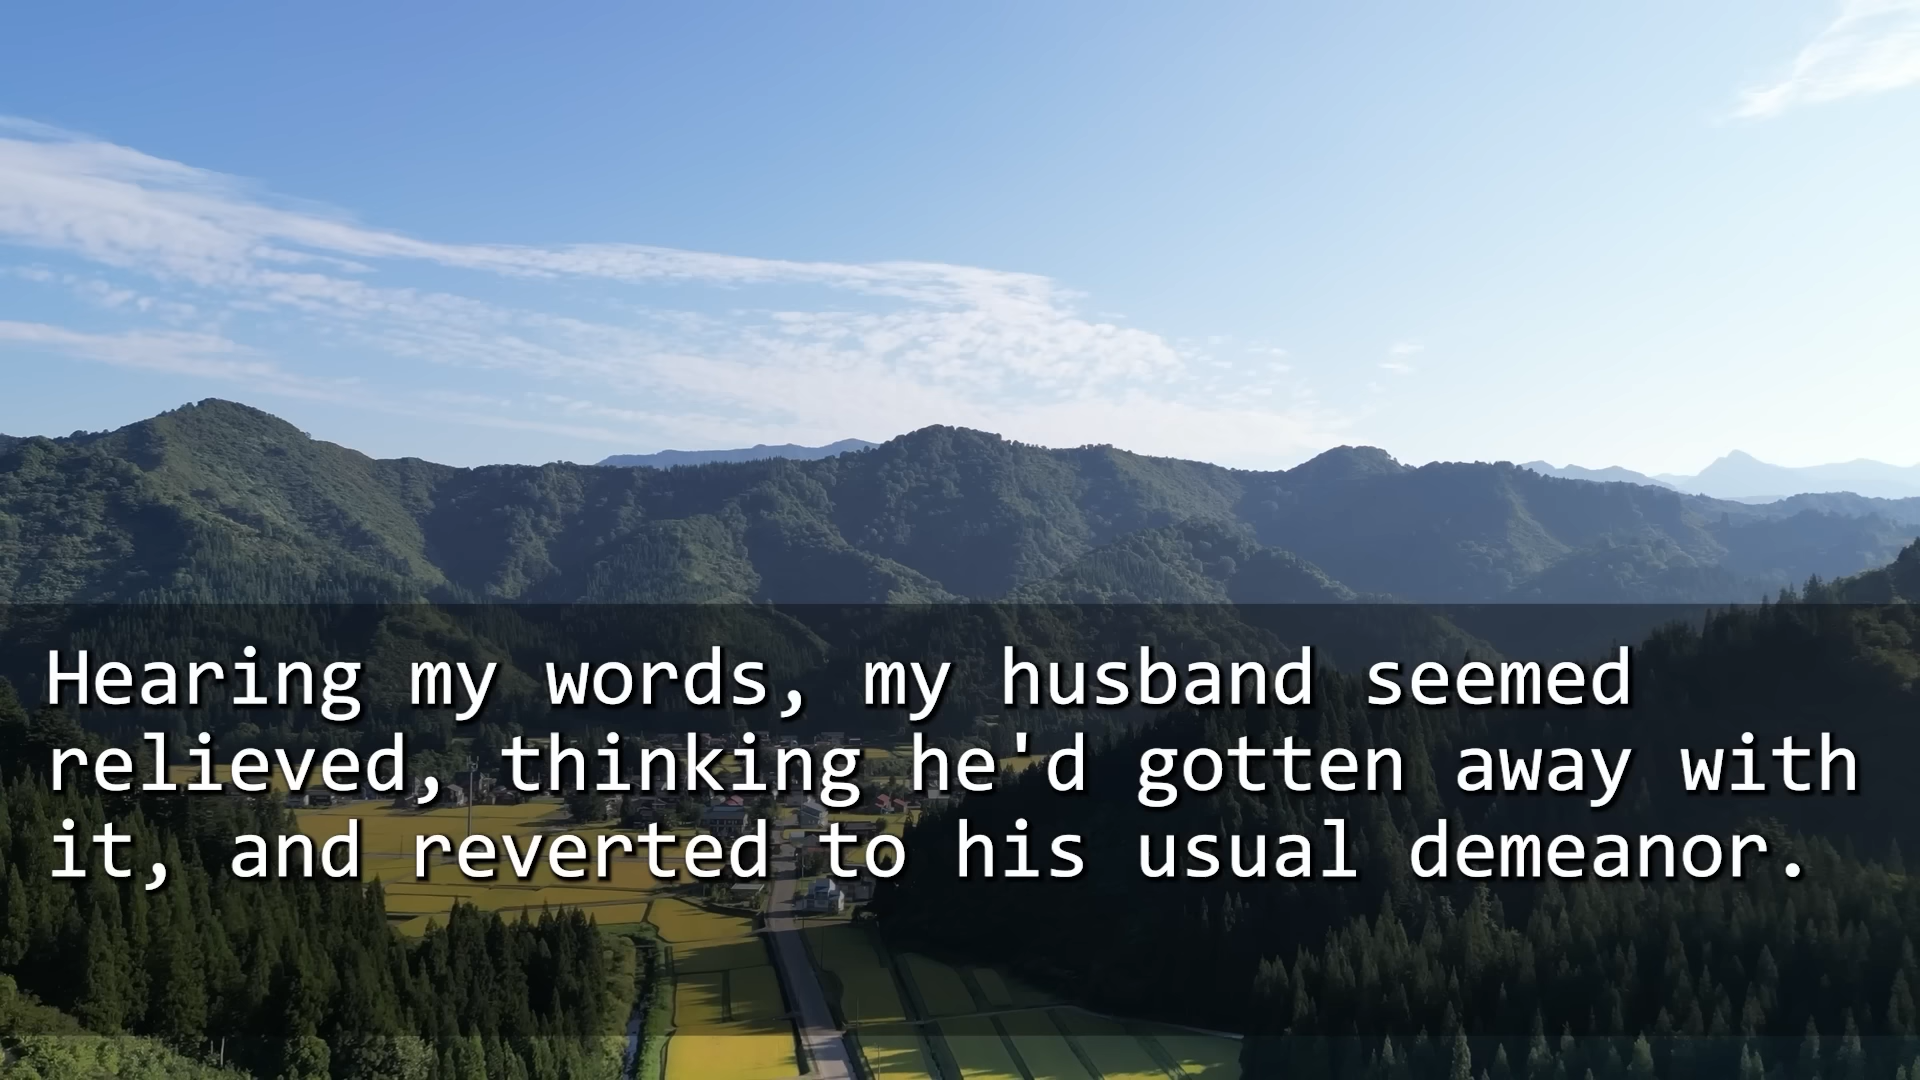 Hearing my words, my husband seemed
relieved, thinking he'd gotten away with
it, and reverted to his usual demeanor.